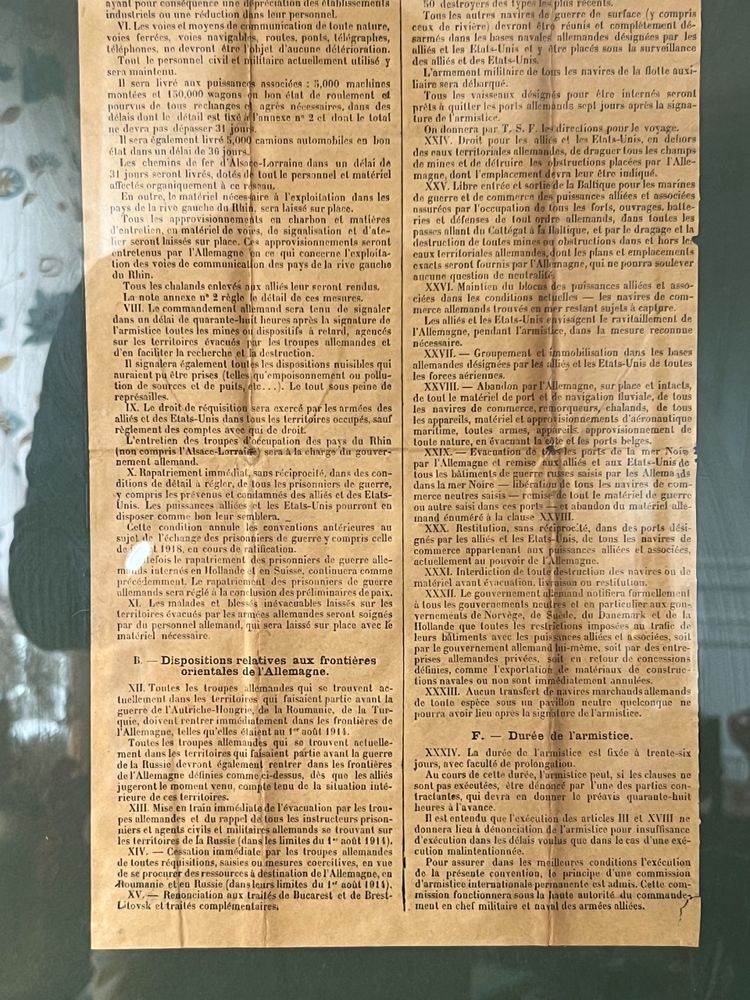 ayant pour conséquence une dépréciation des établissements
industriels ou une réduction dans leur personnel.
VI. Les voies et moyens de communication de toute nature,
voies ferrées, voies navigables, routes, ponts, télégraphes,
téléphones, ne devront être l'objet d'aucune détérioration.
Tout le personnel civil et militaire actuellement utilisé y
sera maintenu.
Il sera livré aux puissances associées : 5,000 machines
montées et 150,000 wagons en bon état de roulement et
pourvus de tous rechanges et agrès nécessaires, dans des
délais dont le détail est fixé à l'annexe n° 2 et dont le total
ne devra pas dépasser 31 jours.
Il sera également livré 5,000 camions automobiles en bon
état dans un délai de 36 jours.
Les chemins de fer d'Alsace-Lorraine dans un délai de
31 jours seront livrés, dotés de tout le personnel et matériel
affectés organiquement à ce réseau.
En outre, le matériel nécessaire à l'exploitation dans les
pays de la rive gauche du Rhin, sera laissé sur place.
Tous les approvisionnements en charbon et matières
d'entretien, en matériel de voies, de signalisation et d'ate-
lier seront laissés sur place. Ces approvisionnements seront
entretenus par l'Allemagne en ce qui concerne l'exploita-
tion des voies de communication des pays de la rive gauche
du Rhin.
Tous les chalands enlevés aux alliés leur seront rendus.
La note annexe n° 2 règle le détail de ces mesures.
VIII. Le commandement allemand sera tenu de signaler
dans un délai de quarante-huit heures après la signature de
l'armistice toutes les mines ou dispositifs à retard, agencés
sur les territoires évacués par les troupes allemandes et
d'en faciliter la recherche et la destruction.
Il signalera également toutes les dispositions nuisibles qui
auraient pu être prises (telles qu'empoisonnement ou pollu-
tion de sources et de puits, etc...). Le tout sous peine de
représailles.
IX. Le droit de réquisition sera exercé par les armées des
alliés et des Etats-Unis dans tous les territoires occupés, sauf
règlement des comptes avec qui de droit.
L'entretien des troupes d'occupation des pays du Rhin
(non compris l'Alsace-Lorraine) sera à la charge du gouver-
nement allemand.
X. Rapatriement immédiat, sans réciprocité, dans des con-
ditions de détail à régler, de tous les prisonniers de guerre,
y compris les prévenus et condamnés des alliés et des Etats-
Unis. Les puissances alliées et les Etats-Unis pourront en
disposer comme bon leur semblera.
Cette condition annule les conventions antérieures au
sujet de l'échange des prisonniers de guerre y compris celle
de 1918, en cours de ratification.
le rapatriement des prisonniers de guerre alle-
mands internés en Hollande et en Suisse, continuera comme
précédemment. Le rapatriement des prisonniers de guerre
allemands sera réglé à la conclusion des préliminaires de paix.
XI. Les malades et blessés inévacuables laissés sur les
territoires évacués par les armées allemandes seront soignés
par du personnel allemand, qui sera laissé sur place avec le
matériel nécessaire.
B. — Dispositions relatives aux frontières
orientales de l'Allemagne.
XII. Toutes les troupes allemandes qui se trouvent ac-
tuellement dans les territoires qui faisaient partie avant la
guerre de l'Autriche-Hongrie, de la Roumanie, de la Tur-
quie, doivent rentrer immédiatement dans les frontières de
l'Allemagne, telles qu'elles étaient au 1er août 1914.
Toutes les troupes allemandes qui se trouvent actuelle-
ment dans les territoires qui faisaient partie avant la guerre
de la Russie devront également rentrer dans les frontières
de l'Allemagne définies comme ci-dessus, dès que les alliés
jugeront le moment venu, compte tenu de la situation inté-
rieure de ces territoires.
XIII. Mise en train immédiate de l'évacuation par les trou-
pes allemandes et du rappel de tous les instructeurs prison-
niers et agents civils et militaires allemands se trouvant sur
les territoires de la Russie (dans les limites du 1er août 1914).
XIV. — Cessation immédiate par les troupes allemandes
de toutes réquisitions, saisies ou mesures coercitives, en vue
de se procurer des ressources à destination de l'Allemagne, en
Roumanie et en Russie (dans leurs limites du 1er août 1914).
XV. — Renonciation aux traités de Bucarest et de Brest-
Litovsk et traités complémentaires.
50 destroyers des types les plus récents.
Tous les autres navires de guerre de surface (y compris
ceux de rivière) devront être réunis et complètement dé-
sarmés dans les bases navales allemandes désignées par les
alliés et les Etats-Unis et y être placés sous la surveillance
des alliés et des Etats-Unis.
L'armement militaire de tous les navires de la flotte auxi-
liaire sera débarqué.
Tous les vaisseaux désignés pour être internés seront
prêts à quitter les ports allemands sept jours après la signa-
ture de l'armistice.
On donnera par T. S. F. les directions pour le voyage.
XXIV. Droit pour les alliés et les Etats-Unis, en dehors
des eaux territoriales allemandes, de draguer tous les champs
de mines et de détruire les obstructions placées par l'Alle-
magne, dont l'emplacement devra leur être indiqué.
XXV. Libre entrée et sortie de la Baltique pour les marines
de guerre et de commerce des puissances alliées et associées
assurées par l'occupation de tous les forts, ouvrages, batte-
ries et défenses de tout ordre allemands, dans toutes les
passes allant du Cattégat à la Baltique, et par le dragage et la
destruction de toutes mines ou obstructions dans et hors les
eaux territoriales allemandes, dont les plans et emplacements
exacts seront fournis par l'Allemagne, qui ne pourra soulever
aucune question de neutralité.
XXVI. Maintien du blocus des puissances alliées et asso-
ciées dans les conditions actuelles — les navires de com-
merce allemands trouvés en mer restant sujets à capture.
Les alliés et les Etats-Unis envisagent le ravitaillement de
l'Allemagne, pendant l'armistice, dans la mesure reconnue
nécessaire.
XXVII. — Groupement et immobilisation dans les bases
allemandes désignées par les alliés et les Etats-Unis de toutes
les forces aériennes.
XXVIII. — Abandon par l'Allemagne, sur place et intacts,
de tout le matériel de port et de navigation fluviale, de tous
les navires de commerce, remorqueurs, chalands, de tous
les appareils, matériel et approvisionnements d'aéronautique
maritime, toutes armes, appareils, approvisionnement de
toute nature, en évacuant la côte et les ports belges.
XXIX. — Evacuation de tous les ports de la mer Noire
par l'Allemagne et remise aux alliés et aux Etats-Unis de
tous les bâtiments de guerre russes saisis par les Allemands
dans la mer Noire — libération de tous les navires de com-
merce neutres saisis — remise de tout le matériel de guerre
ou autre saisi dans ces ports — et abandon du matériel alle-
mand énuméré à la clause XXVIII.
XXX. Restitution, sans réciprocité, dans des ports dési-
gnés par les alliés et les Etats-Unis, de tous les navires de
commerce appartenant aux puissances alliées et associées,
actuellement au pouvoir de l'Allemagne.
XXXI. Interdiction de toute destruction des navires ou de
matériel avant évacuation, livraison ou restitution.
XXXII. Le gouvernement allemand notifiera formellement
à tous les gouvernements neutres et en particulier aux gou-
vernements de Norvège, de Suède, du Danemark et de la
Hollande que toutes les restrictions imposées au trafic de
leurs bâtiments avec les puissances alliées et associées, soit
par le gouvernement allemand lui-même, soit par des entre-
prises allemandes privées, soit en retour de concessions
définies, comme l'exportation de matériaux de construc-
tions navales ou non sont immédiatement annulées.
XXXIII. Aucun transfert de navires marchands allemands
de toute espèce sous un pavillon neutre quelconque ne
pourra avoir lieu après la signature de l'armistice.
F. — Durée de l'armistice.
XXXIV. La durée de l'armistice est fixée à trente-six
jours, avec faculté de prolongation.
Au cours de cette durée, l'armistice peut, si les clauses ne
sont pas exécutées, être dénoncé par l'une des parties con-
tractantes, qui devra en donner le préavis quarante-huit
heures à l'avance.
Il est entendu que l'exécution des articles III et XVIII ne
donnera lieu à dénonciation de l'armistice pour insuffisance
d'exécution dans les délais voulus que dans le cas d'une exé-
cution malintentionnée.
Pour assurer dans les meilleures conditions l'exécution
de la présente convention, le principe d'une commission
d'armistice internationale permanente est admis. Cette com-
mission fonctionnera sous la haute autorité du commande-
ment en chef militaire et naval des armées alliées.